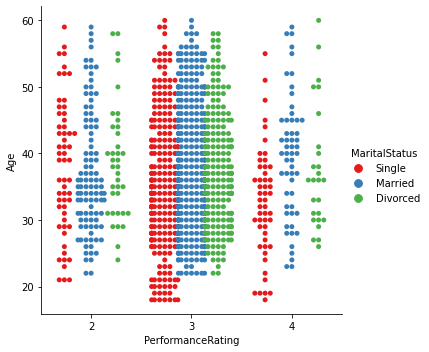 60
50
40
30
20
Age
2
3
4
PerformanceRating
MaritalStatus
Single
Married
Divorced